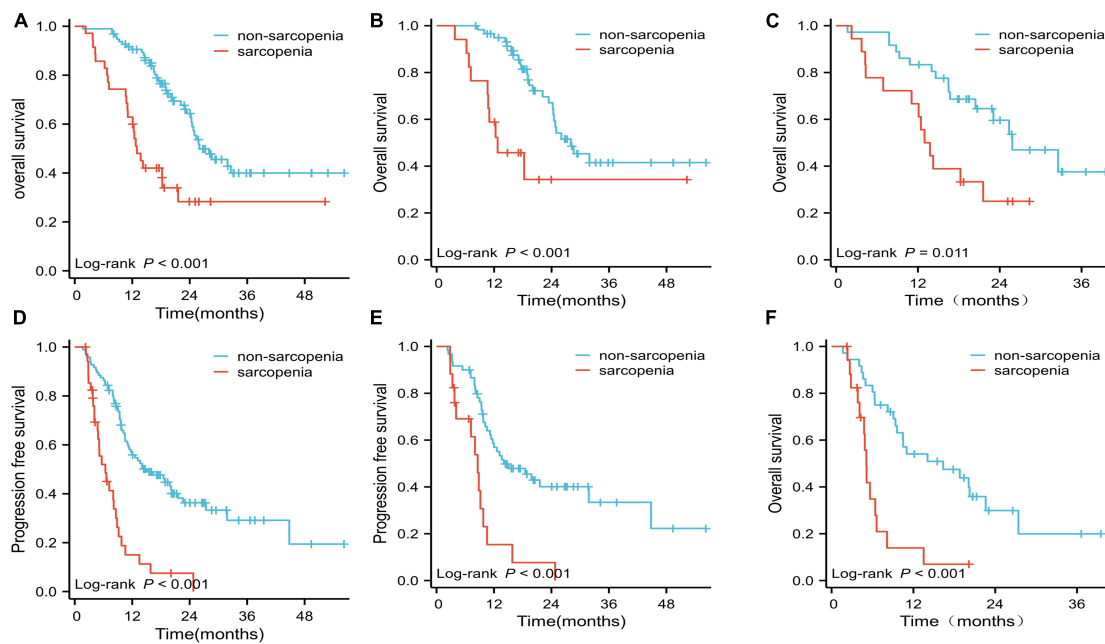 A
1.0
0.8
0.6
0.4
0.2
0.0
overall survival
non-sarcopenia
sarcopenia
Log-rank P < 0.001
0 12 24 36 48
Time(months)
B
1.0
0.8
0.6
0.4
0.2
0.0
Overall survival
non-sarcopenia
sarcopenia
Log-rank P < 0.001
0 12 24 36 48
Time(months)
C
1.0
0.8
0.6
0.4
0.2
0.0
Overall survival
non-sarcopenia
sarcopenia
Log-rank P = 0.011
0 12 24 36
Time（months）
D
1.0
0.8
0.6
0.4
0.2
0.0
Progression free survival
non-sarcopenia
sarcopenia
Log-rank P < 0.001
0 12 24 36 48
Time(months)
E
1.0
0.8
0.6
0.4
0.2
0.0
Progression free survival
non-sarcopenia
sarcopenia
Log-rank P < 0.001
0 12 24 36 48
Time(months)
F
1.0
0.8
0.6
0.4
0.2
0.0
Overall survival
non-sarcopenia
sarcopenia
Log-rank P < 0.001
0 12 24 36
Time（months）